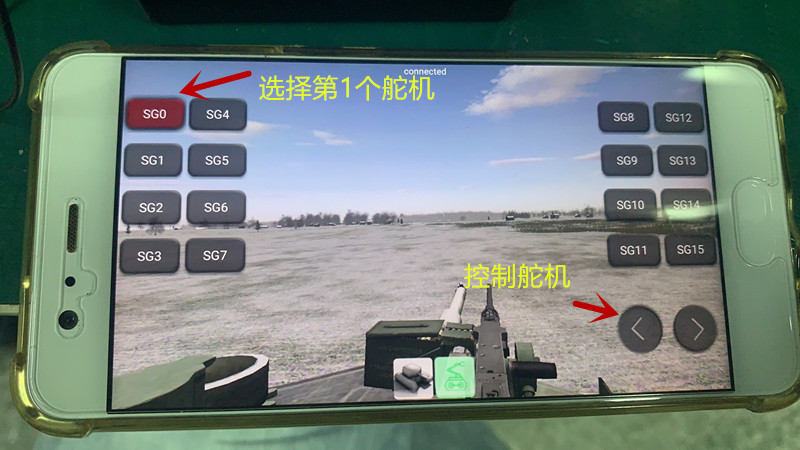 connected
选择第1个舵机
SG0 SG4
SG1 SG5
SG2 SG6
SG3 SG7
SG8 SG12
SG9 SG13
SG10 SG14
SG11 SG15
控制舵机